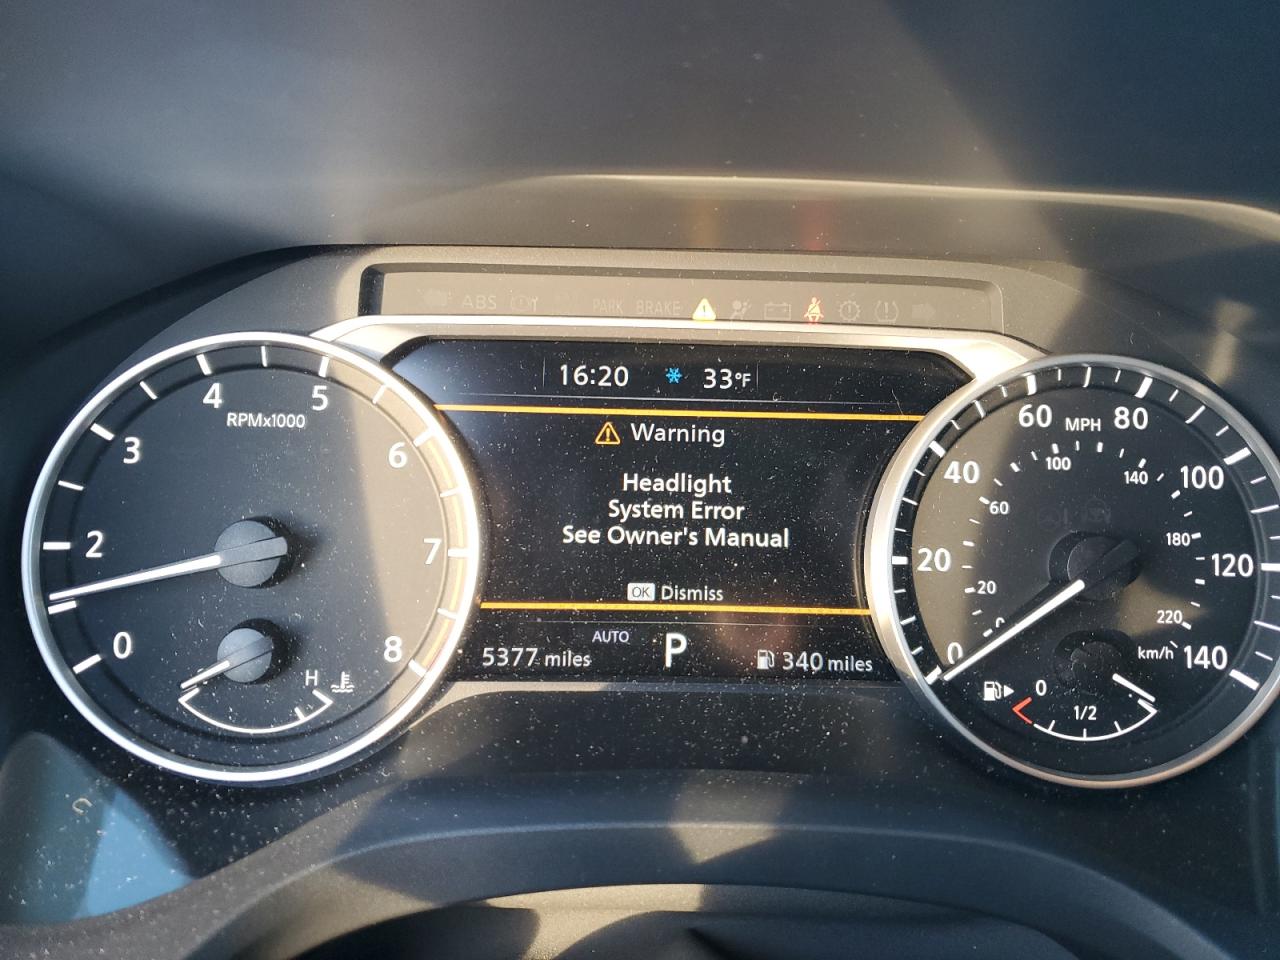 ABS
PARK BRAKE
16:20 33°F
Warning
Headlight
System Error
See Owner's Manual
OK Dismiss
AUTO
5377 miles P 340 miles
RPMx1000
0 2 3 4 5 6 7 8
H
MPH
0 20 40 60 80 100 120 140
km/h
0 20 60 100 140 180 220
0 1/2